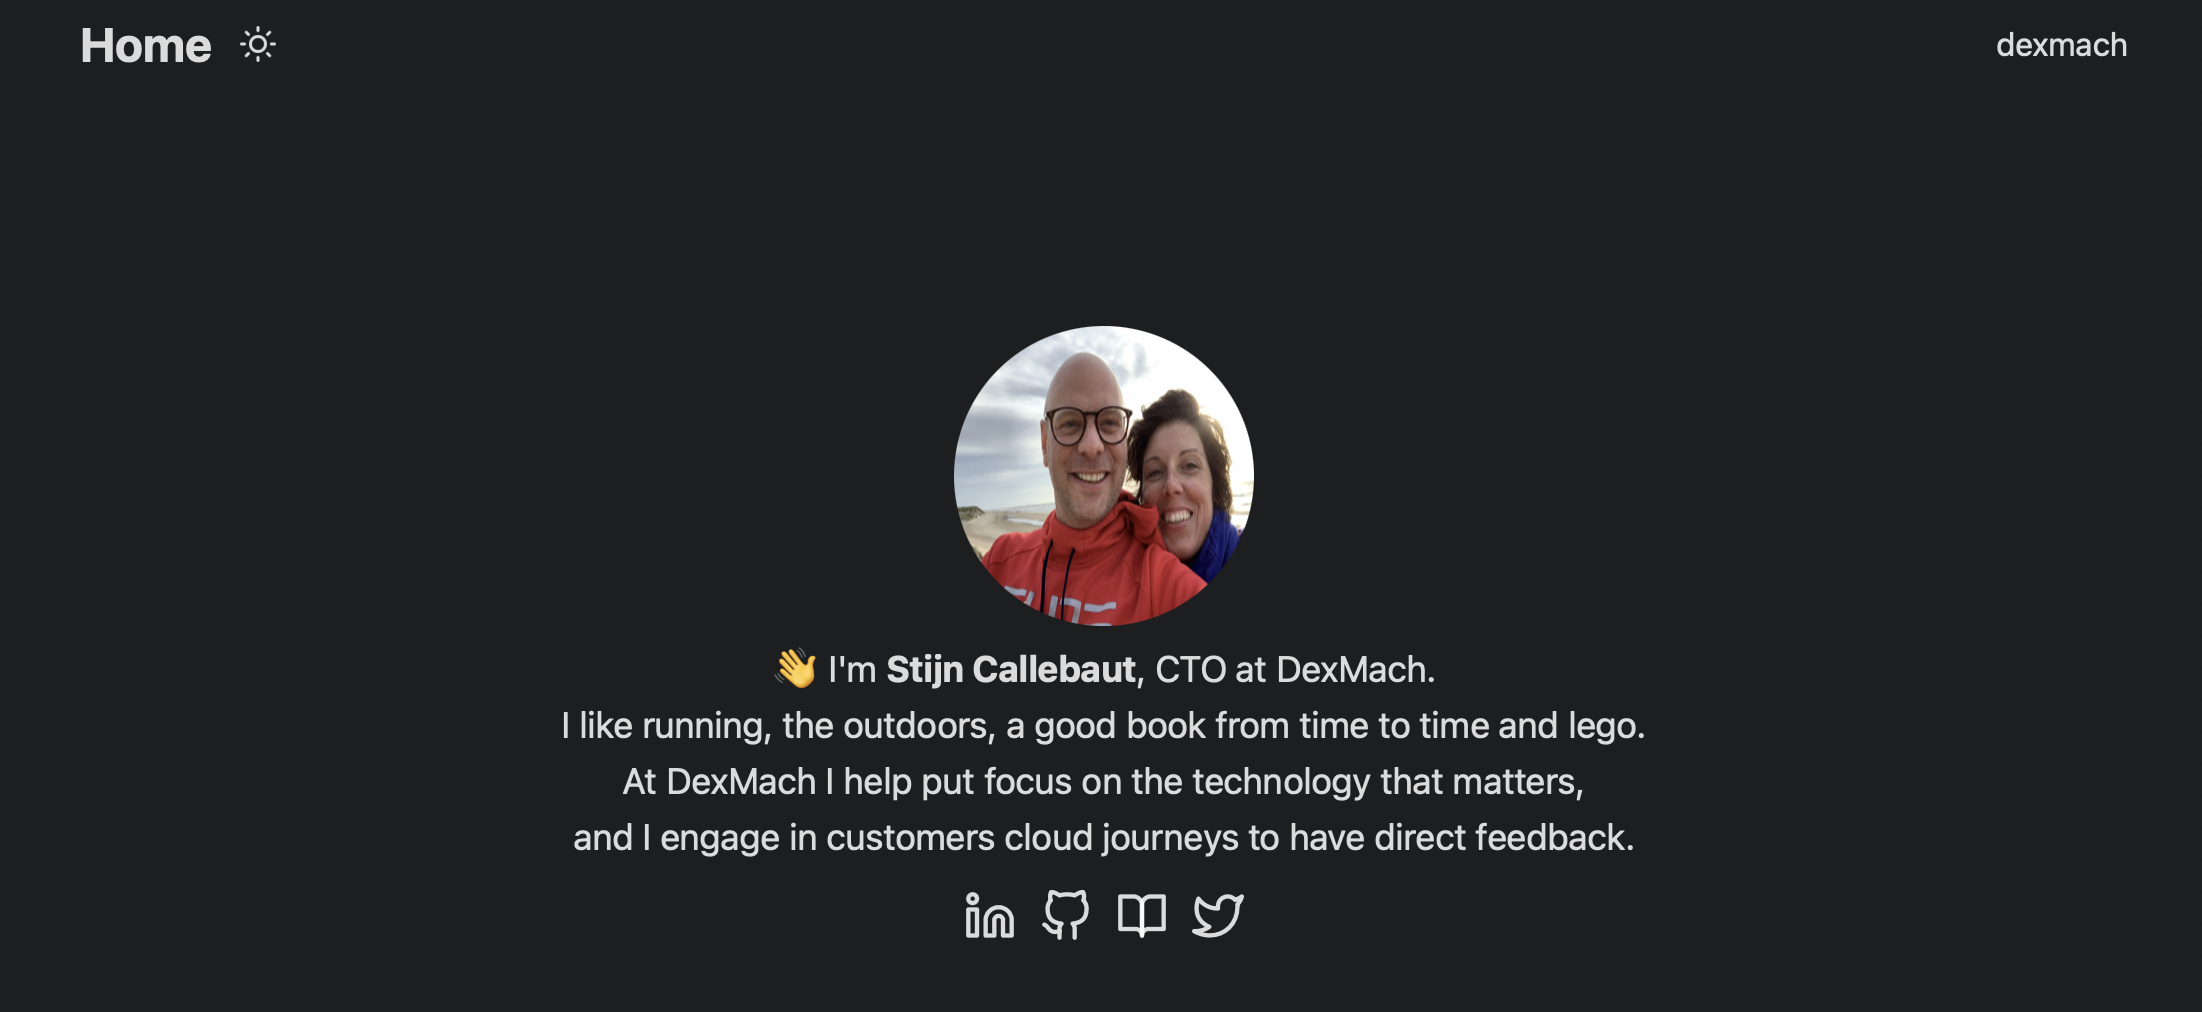 Home
dexmach
👋 I'm Stijn Callebaut, CTO at DexMach.
I like running, the outdoors, a good book from time to time and lego.
At DexMach I help put focus on the technology that matters,
and I engage in customers cloud journeys to have direct feedback.